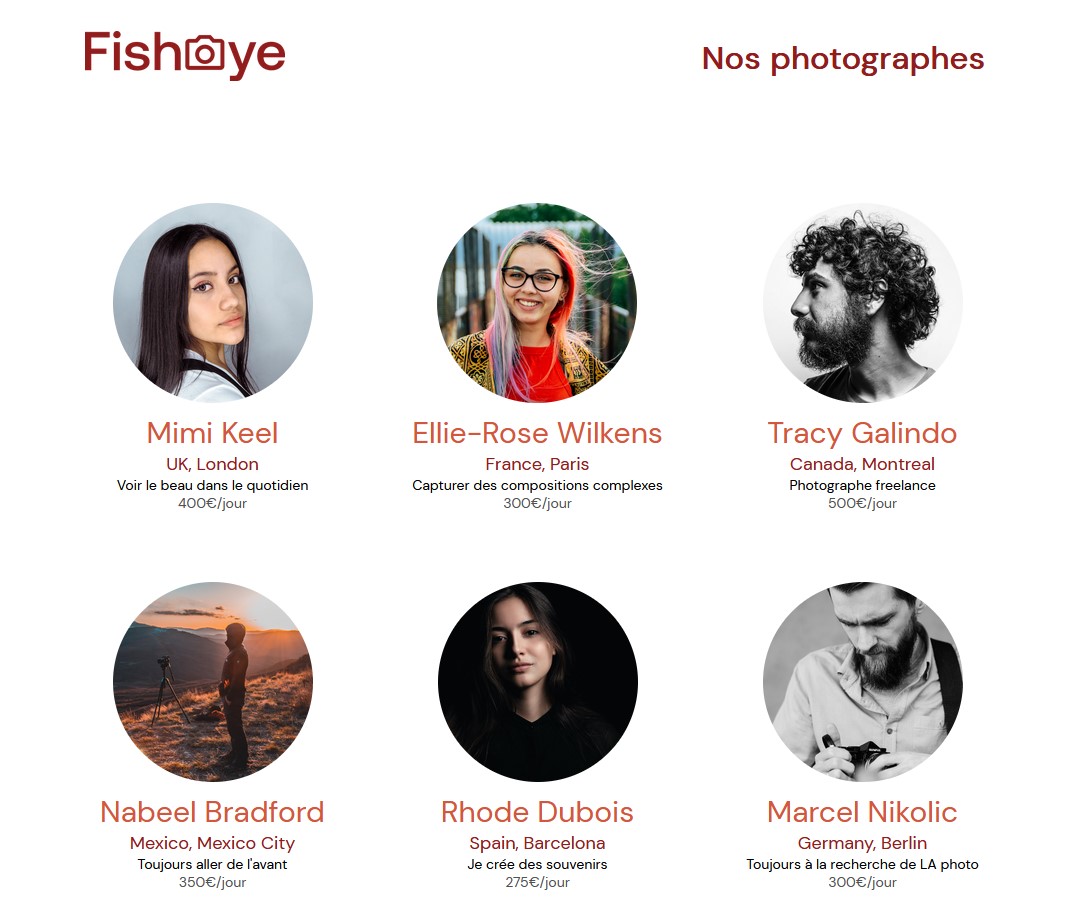 Fisheye
Nos photographes
Mimi Keel
UK, London
Voir le beau dans le quotidien
400€/jour
Ellie-Rose Wilkens
France, Paris
Capturer des compositions complexes
300€/jour
Tracy Galindo
Canada, Montreal
Photographe freelance
500€/jour
Nabeel Bradford
Mexico, Mexico City
Toujours aller de l'avant
350€/jour
Rhode Dubois
Spain, Barcelona
Je crée des souvenirs
275€/jour
Marcel Nikolic
Germany, Berlin
Toujours à la recherche de LA photo
300€/jour